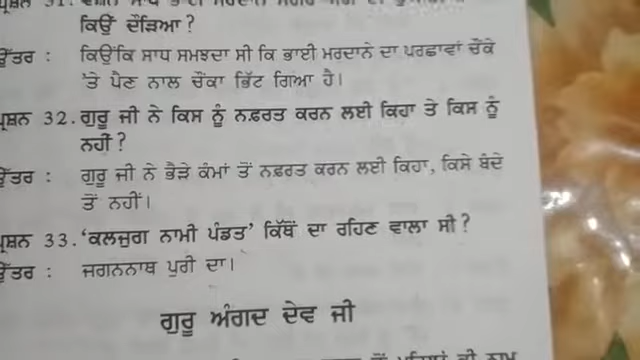 ਕਿਉਂ ਦੌੜਿਆ ?
ਉੱਤਰ : ਕਿਉਂਕਿ ਸਾਧ ਸਮਝਦਾ ਸੀ ਕਿ ਭਾਈ ਮਰਦਾਨੇ ਦਾ ਪਰਛਾਵਾਂ ਚੌਂਕੇ
'ਤੇ ਪੈਣ ਨਾਲ ਚੌਂਕਾ ਭਿੱਟ ਗਿਆ ਹੈ।
ਪ੍ਰਸ਼ਨ 32. ਗੁਰੂ ਜੀ ਨੇ ਕਿਸ ਨੂੰ ਨਫ਼ਰਤ ਕਰਨ ਲਈ ਕਿਹਾ ਤੇ ਕਿਸ ਨੂੰ
ਨਹੀਂ ?
ਉੱਤਰ : ਗੁਰੂ ਜੀ ਨੇ ਭੈੜੇ ਕੰਮਾਂ ਤੋਂ ਨਫ਼ਰਤ ਕਰਨ ਲਈ ਕਿਹਾ, ਕਿਸੇ ਬੰਦੇ
ਤੋਂ ਨਹੀਂ।
ਪ੍ਰਸ਼ਨ 33. 'ਕਲਜੁਗ ਨਾਮੀ ਪੰਡਤ' ਕਿੱਥੋਂ ਦਾ ਰਹਿਣ ਵਾਲਾ ਸੀ ?
ਉੱਤਰ : ਜਗਨਨਾਥ ਪੁਰੀ ਦਾ।
ਗੁਰੂ ਅੰਗਦ ਦੇਵ ਜੀ